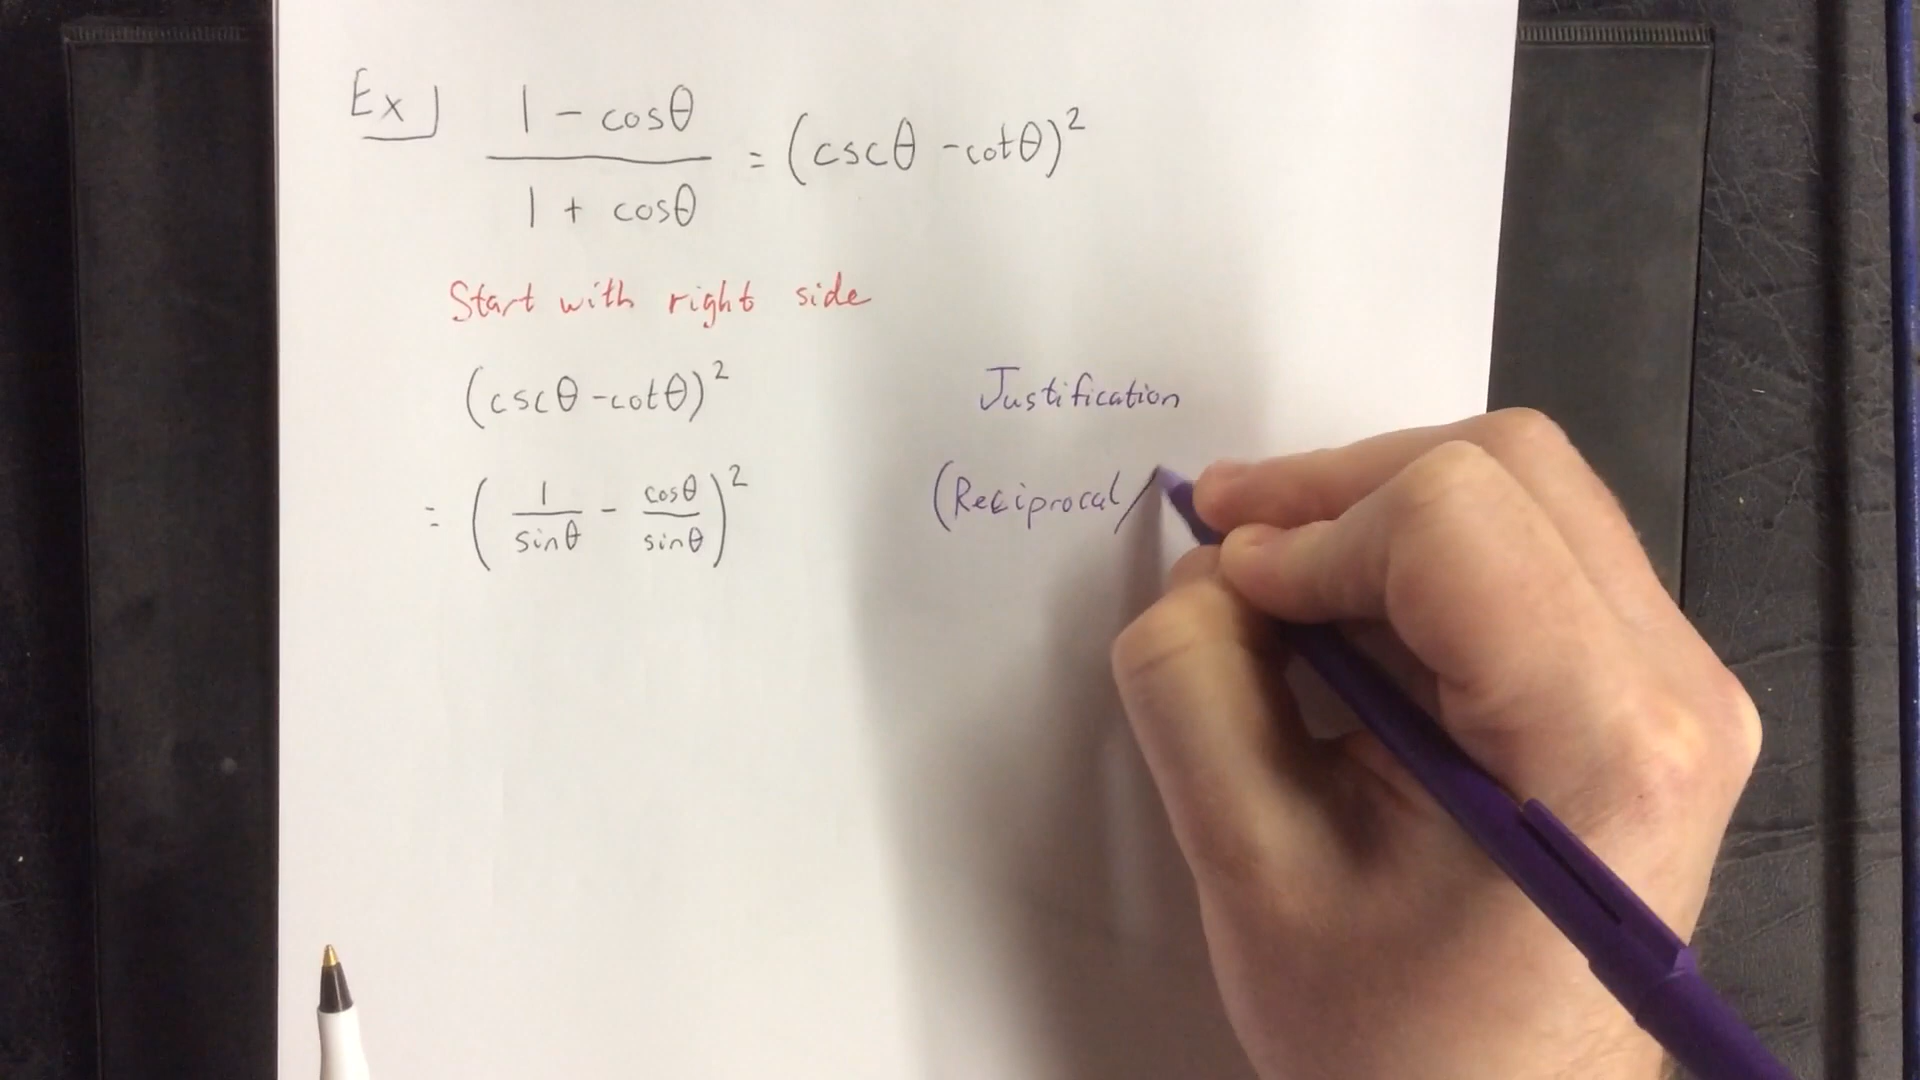 Ex] 1 - cosθ / 1 + cosθ = (cscθ - cotθ)²
Start with right side
(cscθ - cotθ)² Justification
= (1/sinθ - cosθ/sinθ)² (Reciprocal/